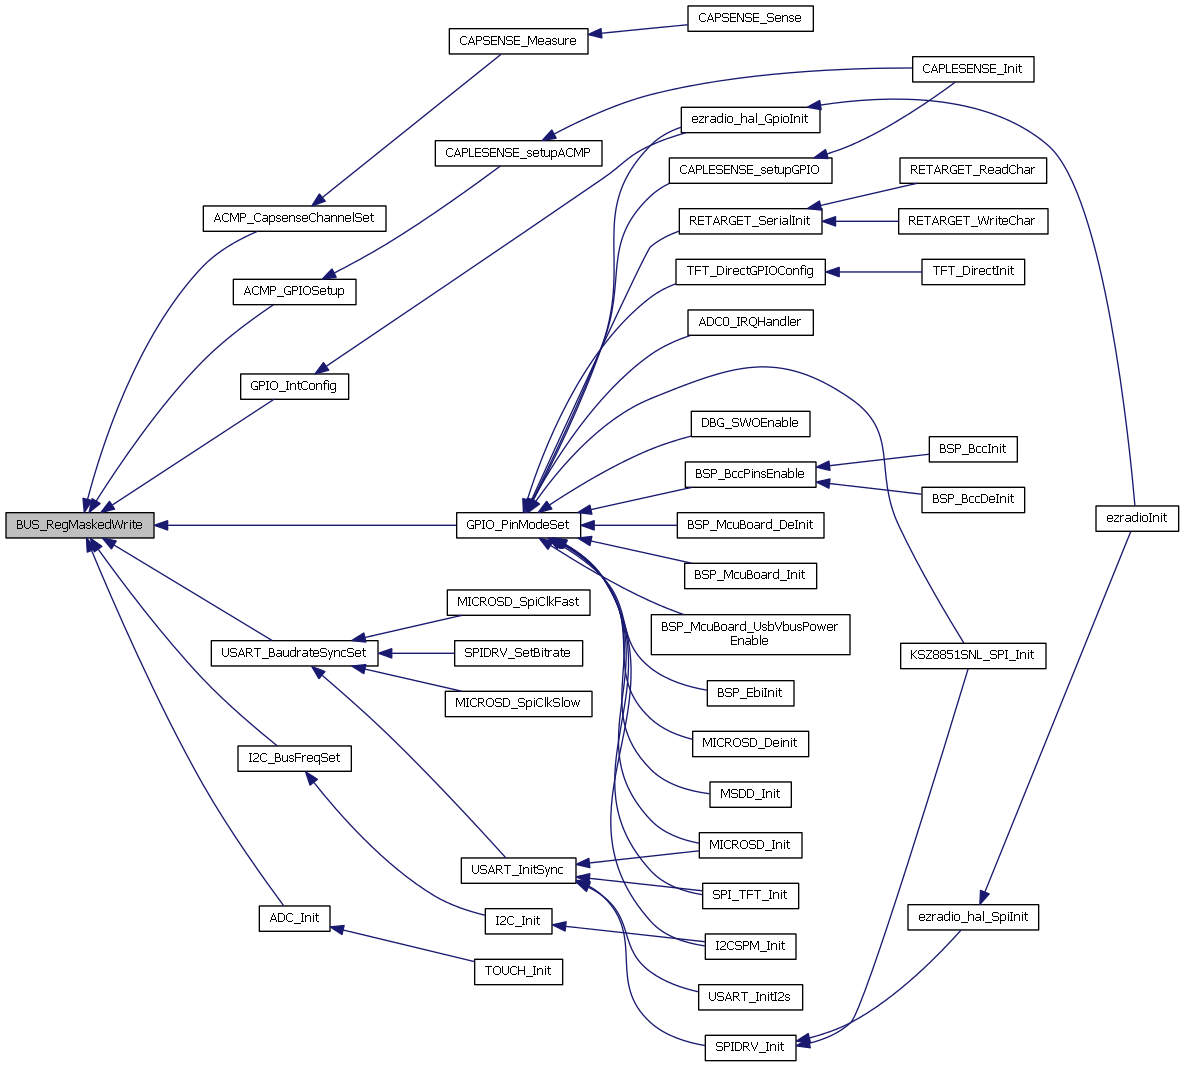 CAPSENSE_Sense
CAPSENSE_Measure
CAPLESENSE_Init
ezradio_hal_GpioInit
CAPLESENSE_setupACMP
CAPLESENSE_setupGPIO
RETARGET_ReadChar
ACMP_CapsenseChannelSet
RETARGET_SerialInit
RETARGET_WriteChar
TFT_DirectGPIOConfig
TFT_DirectInit
ACMP_GPIOSetup
ADC0_IRQHandler
GPIO_IntConfig
DBG_SWOEnable
BSP_BccInit
BSP_BccPinsEnable
BSP_BccDeInit
ezradioInit
BUS_RegMaskedWrite
GPIO_PinModeSet
BSP_McuBoard_DeInit
BSP_McuBoard_Init
MICROSD_SpiClkFast
BSP_McuBoard_UsbVbusPower
Enable
USART_BaudrateSyncSet
SPIDRV_SetBitrate
KSZ8851SNL_SPI_Init
BSP_EbiInit
MICROSD_SpiClkSlow
MICROSD_Deinit
I2C_BusFreqSet
MSDD_Init
MICROSD_Init
USART_InitSync
SPI_TFT_Init
ADC_Init
I2C_Init
ezradio_hal_SpiInit
I2CSPM_Init
TOUCH_Init
USART_InitI2s
SPIDRV_Init